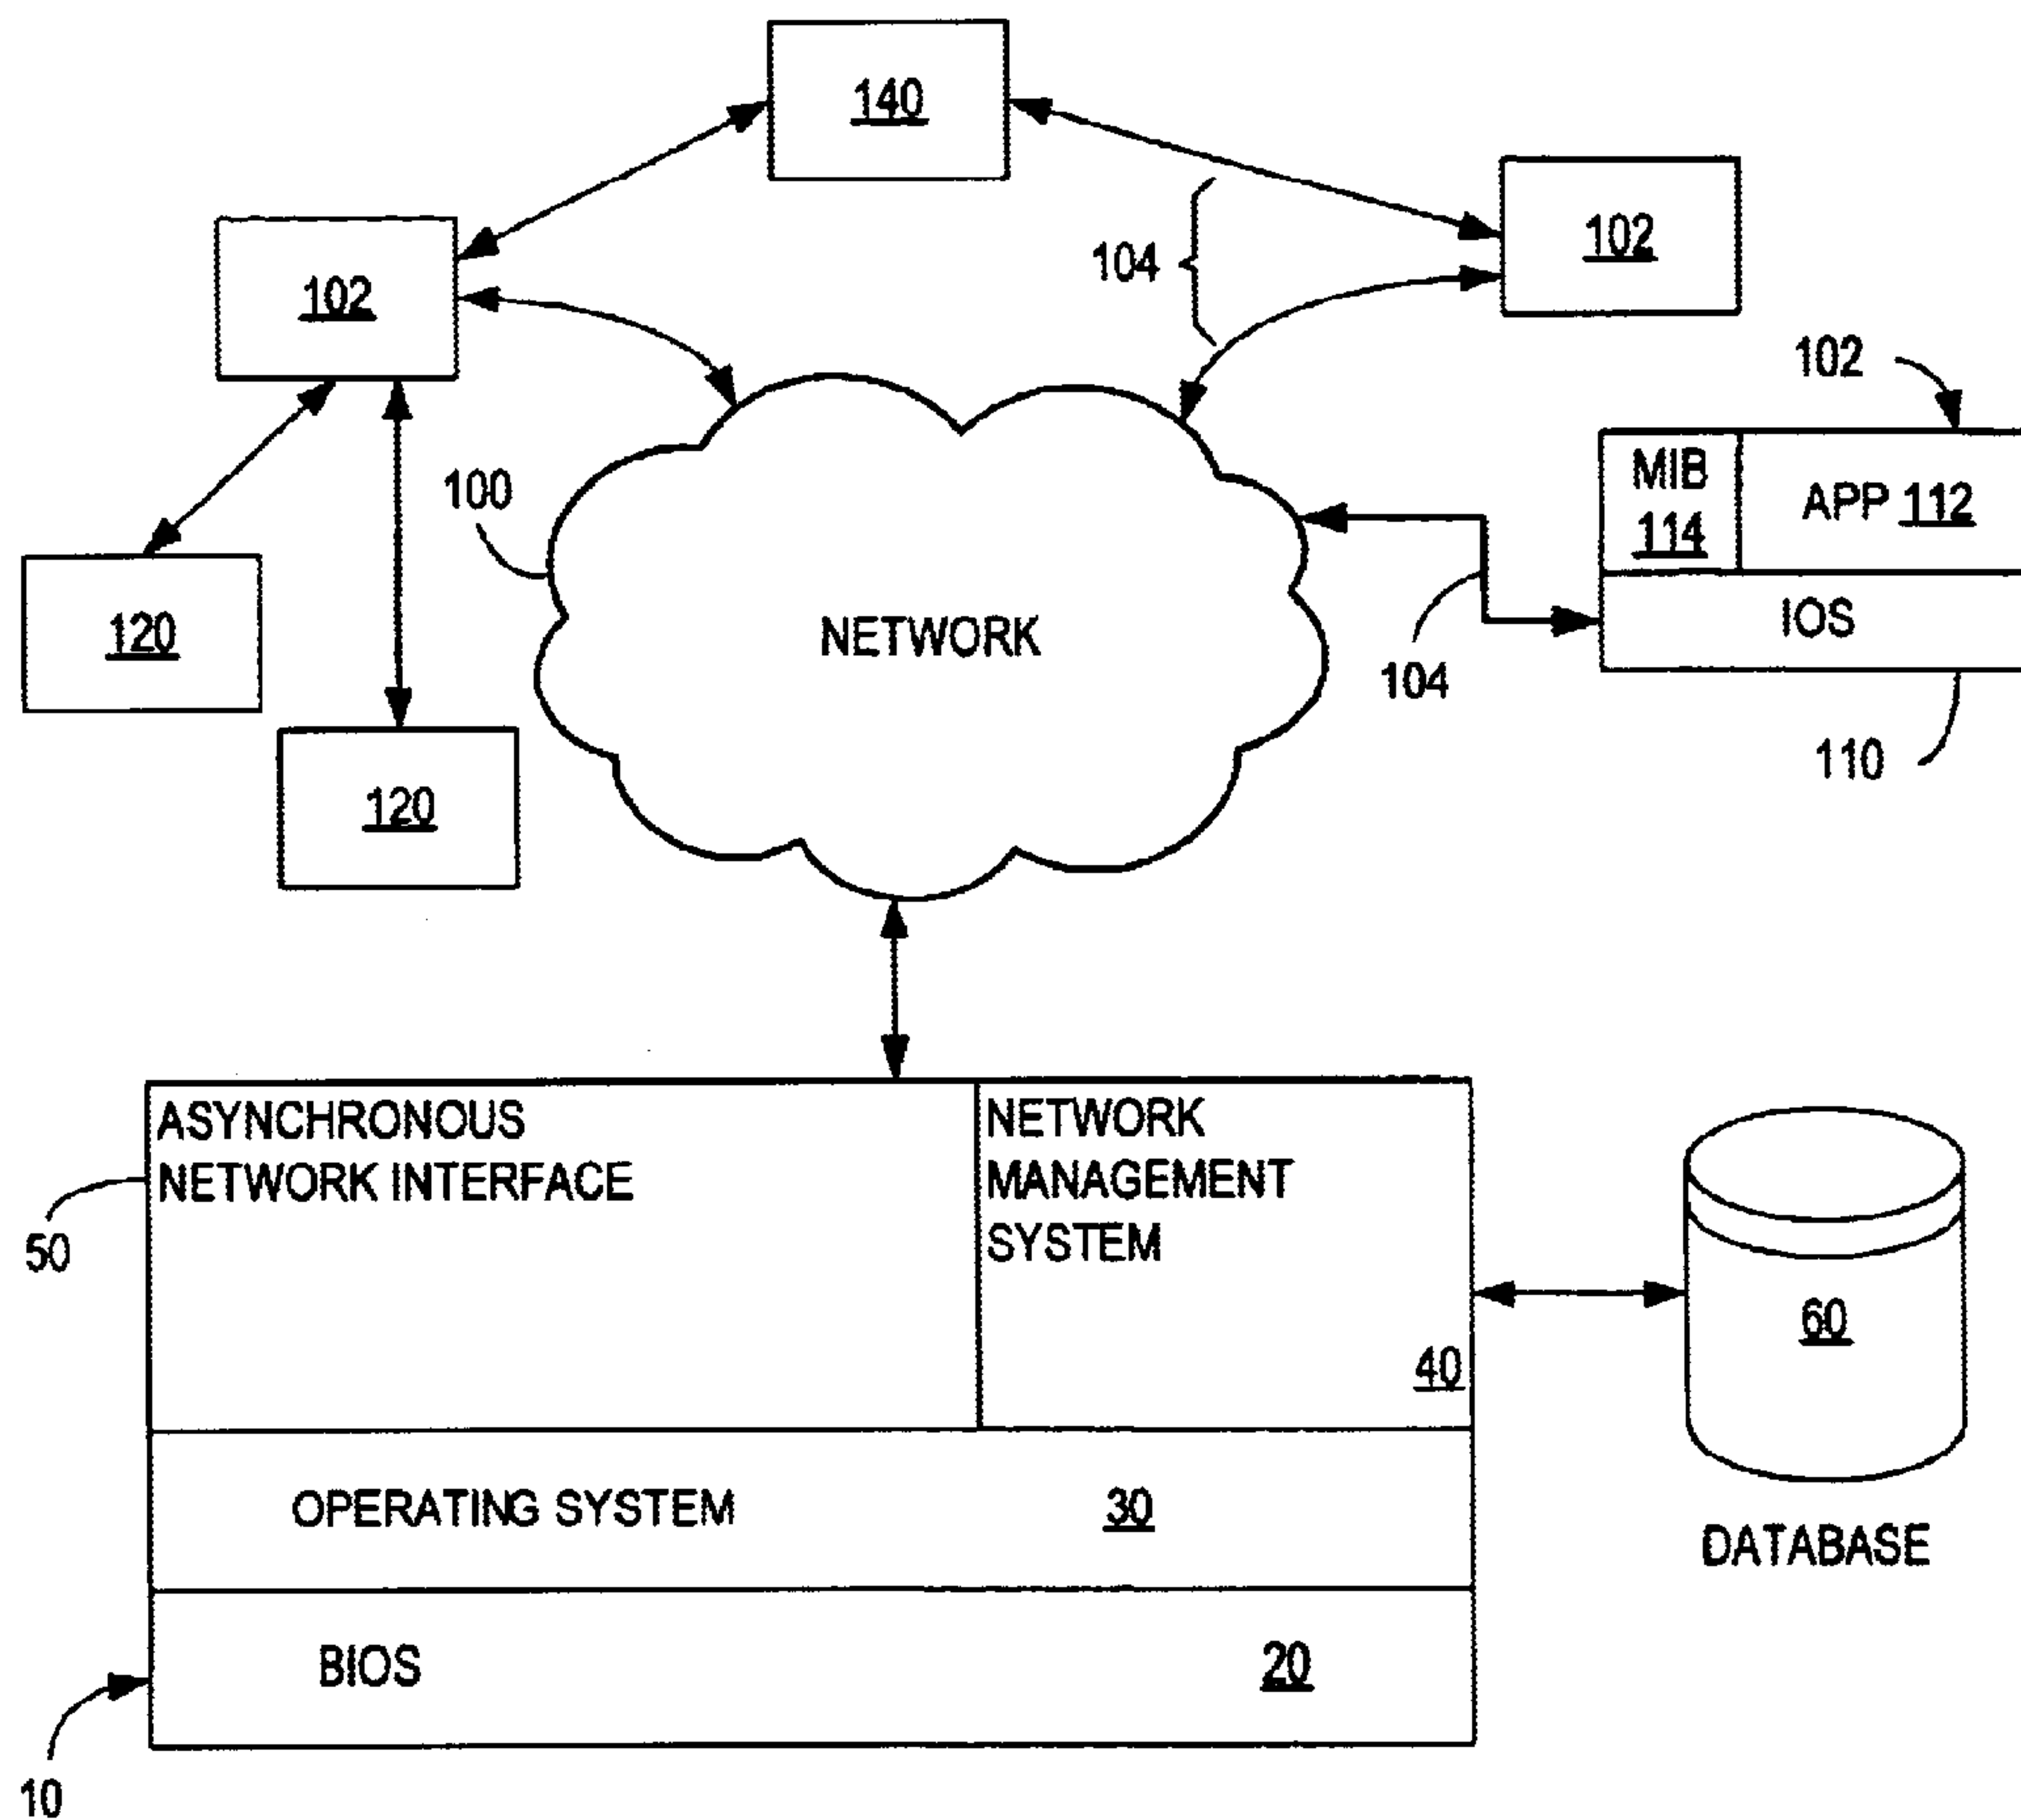 140
102
104
102
102
MIB
114
APP 112
100
120
NETWORK
IOS
104
110
120
ASYNCHRONOUS
NETWORK INTERFACE
NETWORK
MANAGEMENT
SYSTEM
50
60
40
OPERATING SYSTEM 30
DATABASE
BIOS 20
10